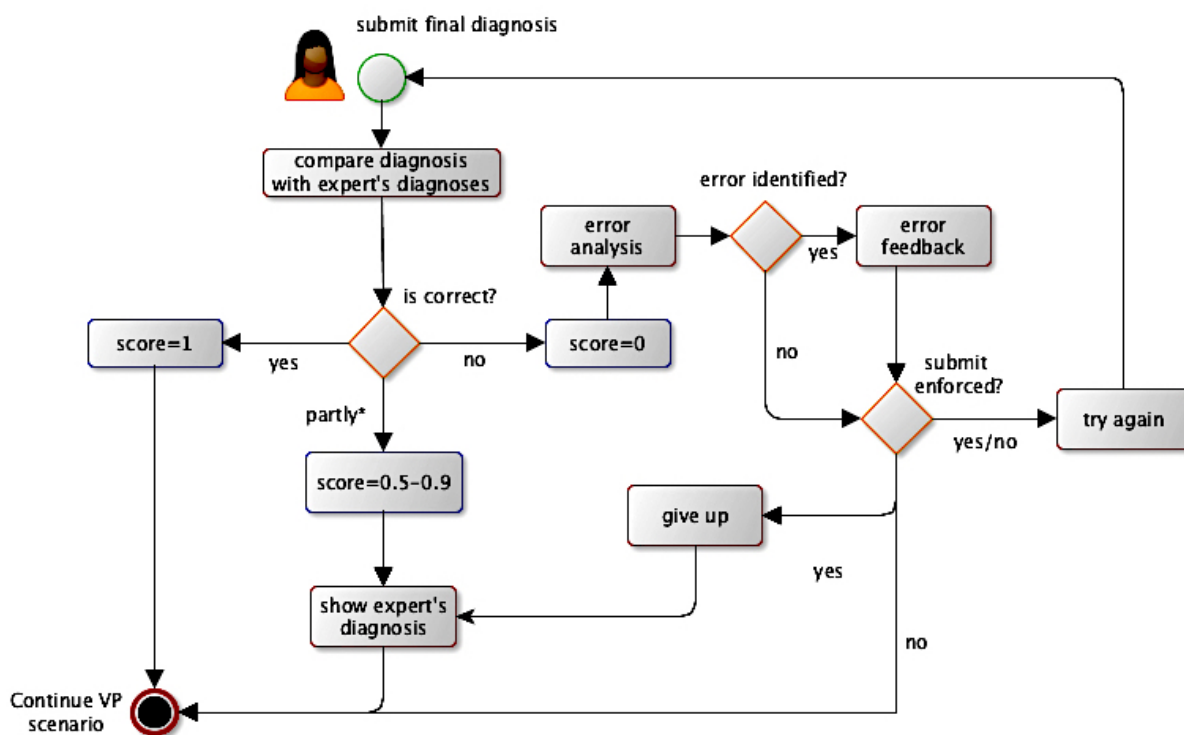 submit final diagnosis
compare diagnosis
with expert's diagnoses
error identified?
error
analysis
yes
error
feedback
is correct?
score=1
yes
no
score=0
no
submit
enforced?
partly*
yes/no
try again
score=0.5-0.9
give up
yes
show expert's
diagnosis
no
Continue VP
scenario